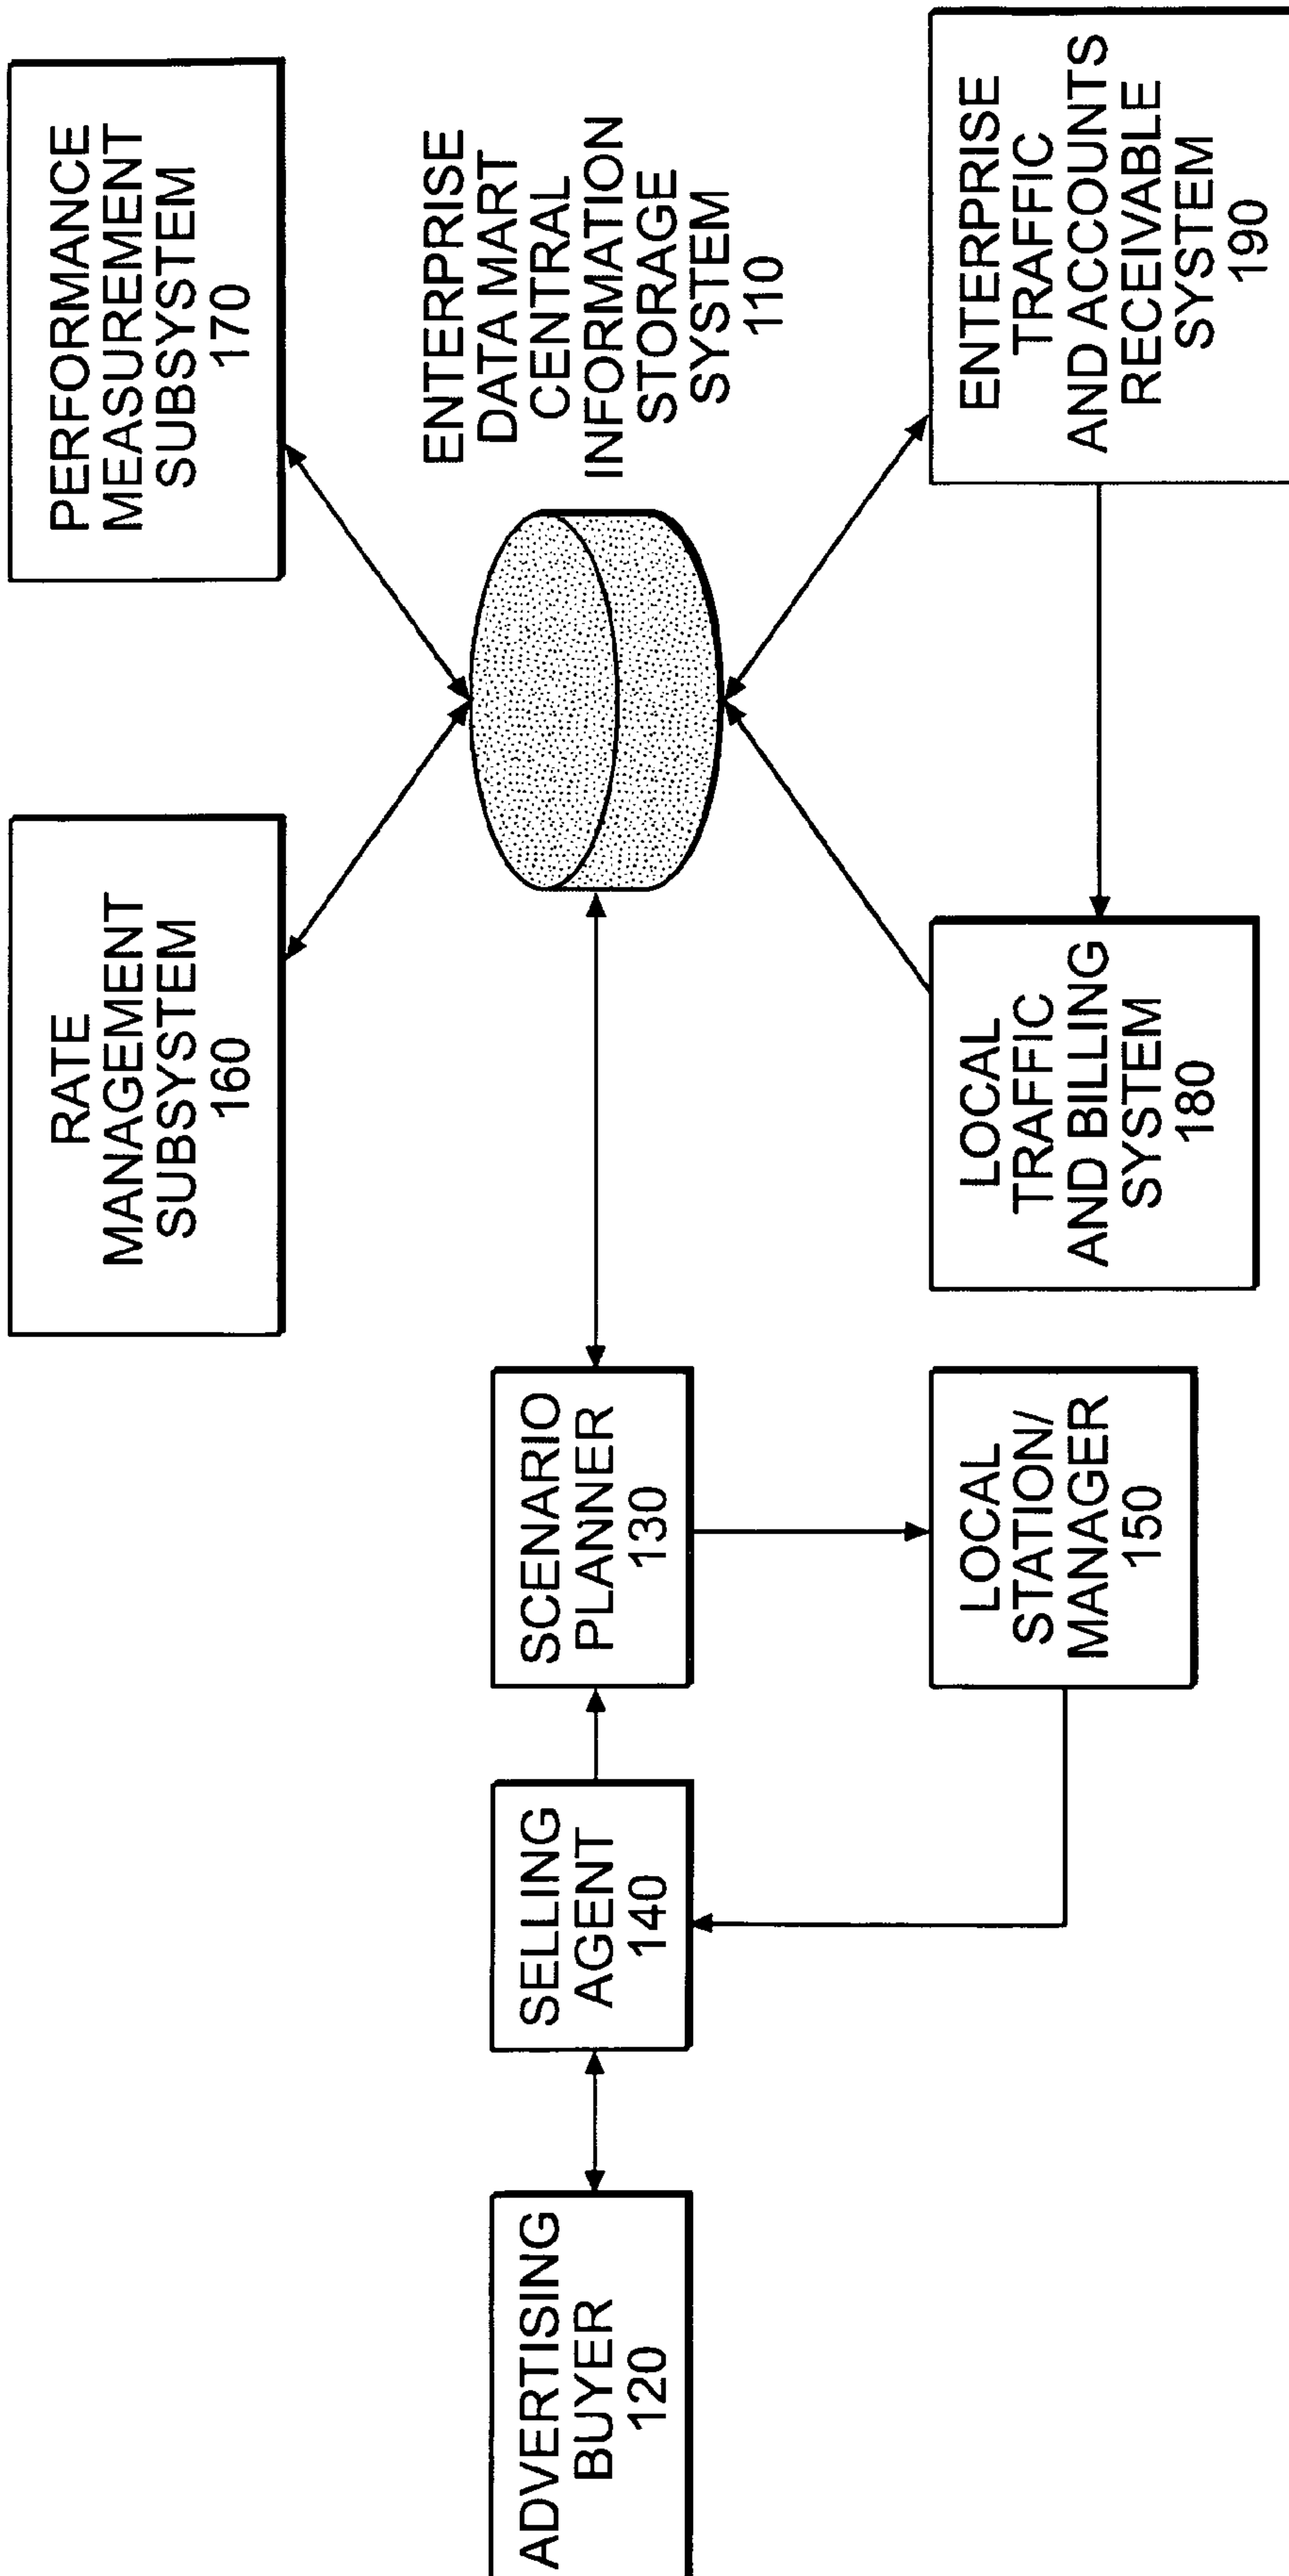 RATE
MANAGEMENT
SUBSYSTEM
160
PERFORMANCE
MEASUREMENT
SUBSYSTEM
170
ENTERPRISE
DATA MART
CENTRAL
INFORMATION
STORAGE
SYSTEM
110
ADVERTISING
BUYER
120
SELLING
AGENT
140
SCENARIO
PLANNER
130
LOCAL
STATION/
MANAGER
150
LOCAL
TRAFFIC
AND BILLING
SYSTEM
180
ENTERPRISE
TRAFFIC
AND ACCOUNTS
RECEIVABLE
SYSTEM
190